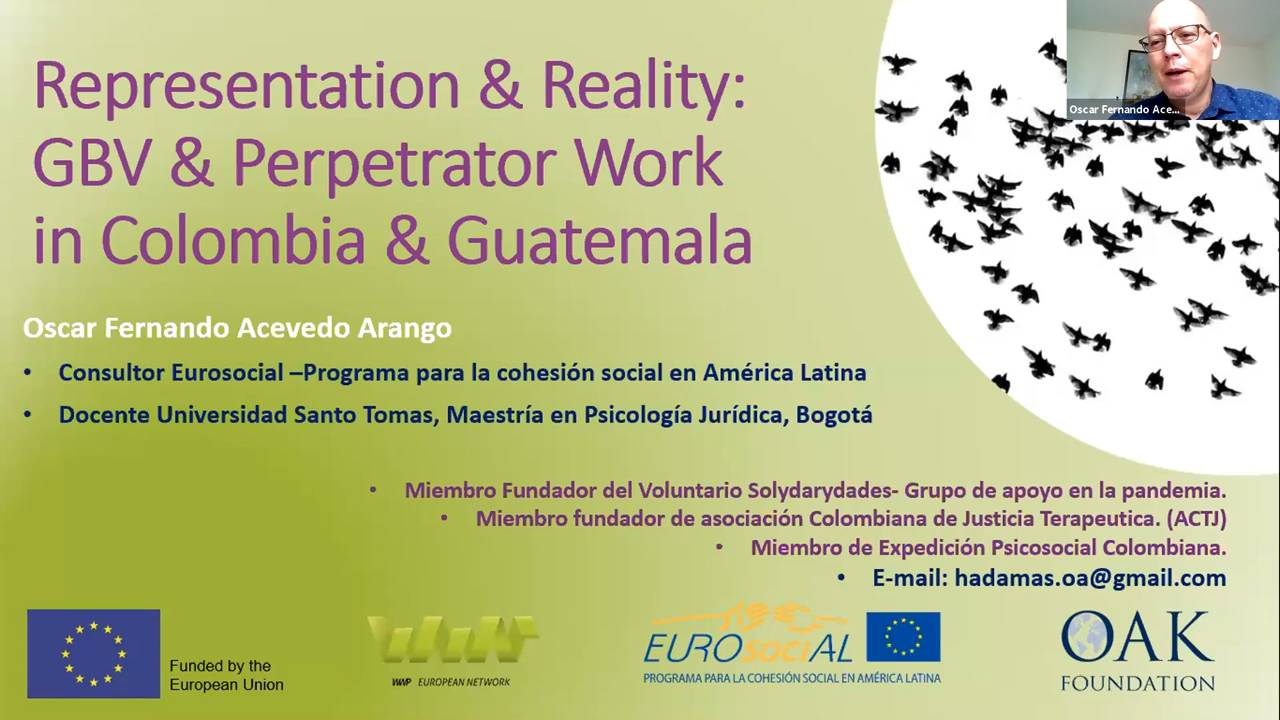 Representation & Reality:
GBV & Perpetrator Work
in Colombia & Guatemala
Oscar Fernando Ace...
Oscar Fernando Acevedo Arango
• Consultor Eurosocial –Programa para la cohesión social en América Latina
• Docente Universidad Santo Tomas, Maestría en Psicología Jurídica, Bogotá
• Miembro Fundador del Voluntario Solydarydades- Grupo de apoyo en la pandemia.
• Miembro fundador de asociación Colombiana de Justicia Terapeutica. (ACTJ)
• Miembro de Expedición Psicosocial Colombiana.
• E-mail: hadamas.oa@gmail.com
Funded by the
European Union
WWP
WWP EUROPEAN NETWORK
EUROsociAL
PROGRAMA PARA LA COHESIÓN SOCIAL EN AMÉRICA LATINA
OAK
FOUNDATION